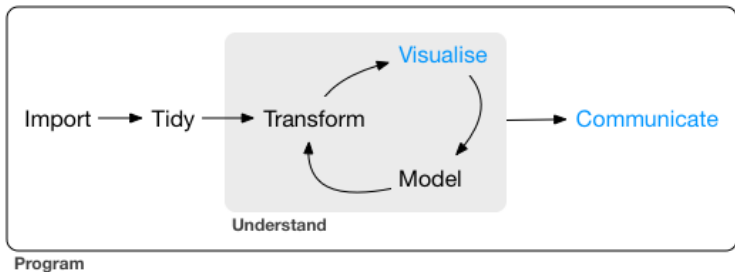 Visualise
Import Tidy Transform Communicate
Model
Understand
Program